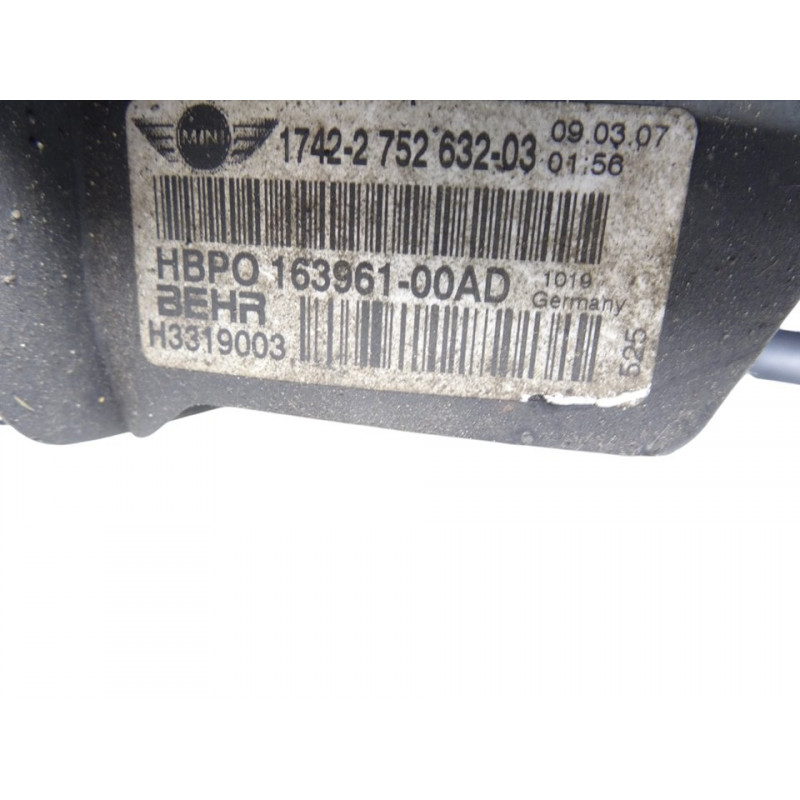 MINI
1742-2 752 632-03
09.03.07
01:56
HBPO 163961-00AD
1019
Germany
BEHR
H3319003
525